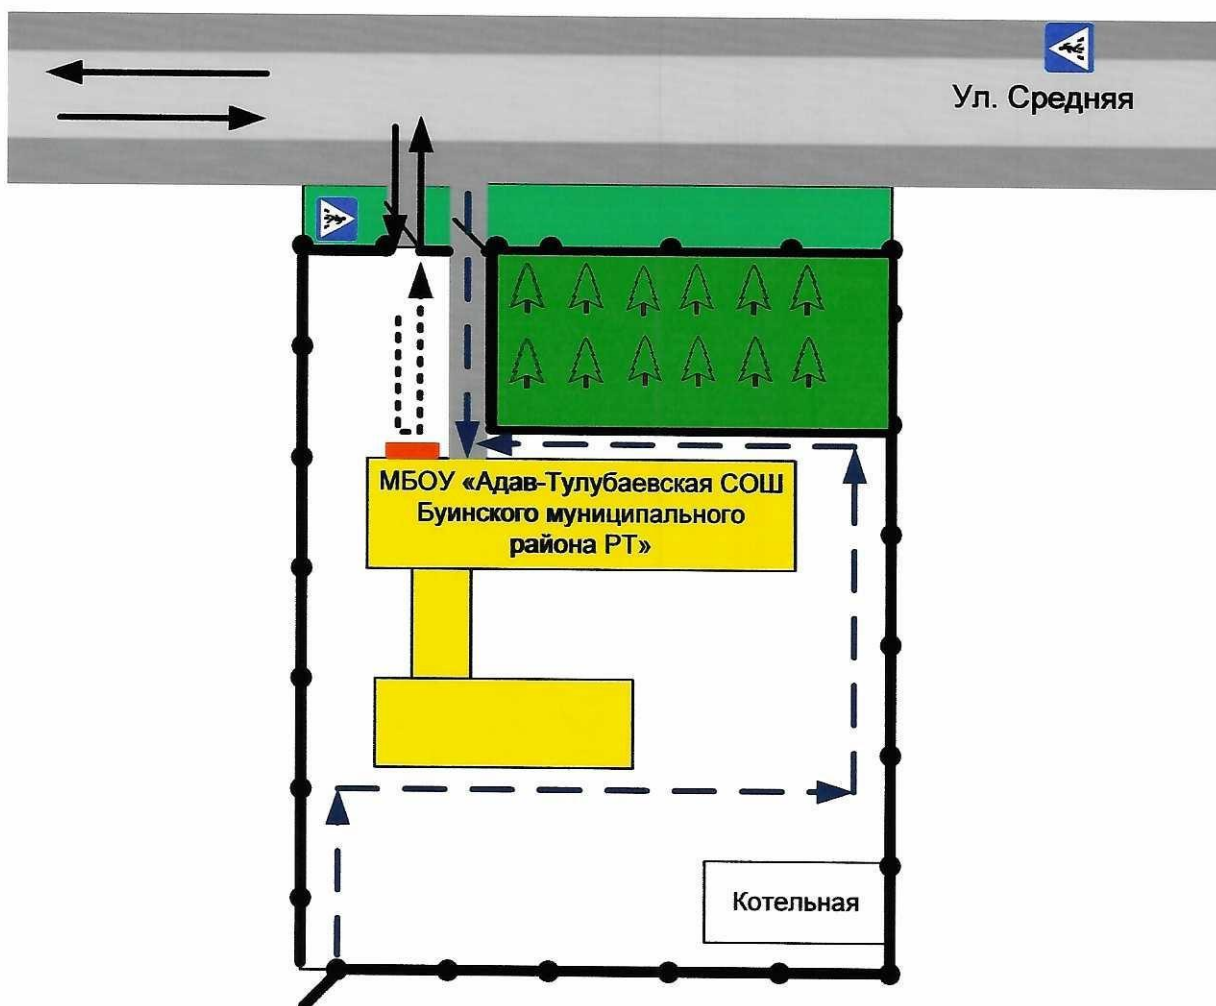 Ул. Средняя
МБОУ «Адав-Тулубаевская СОШ
Буинского муниципального
района РТ»
Котельная